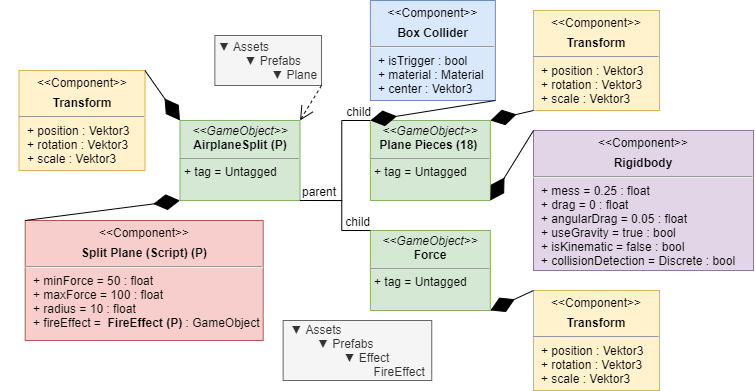 <<Component>>
Box Collider
+ isTrigger : bool
+ material : Material
+ center : Vektor3
<<Component>>
Transform
+ position : Vektor3
+ rotation : Vektor3
+ scale : Vektor3
▼ Assets
▼ Prefabs
▼ Plane
<<Component>>
Transform
+ position : Vektor3
+ rotation : Vektor3
+ scale : Vektor3
child
<<GameObject>>
AirplaneSplit (P)
+ tag = Untagged
<<GameObject>>
Plane Pieces (18)
+ tag = Untagged
<<Component>>
Rigidbody
+ mess = 0.25 : float
+ drag = 0 : float
+ angularDrag = 0.05 : float
+ useGravity = true : bool
+ isKinematic = false : bool
+ collisionDetection = Discrete : bool
parent
child
<<Component>>
Split Plane (Script) (P)
+ minForce = 50 : float
+ maxForce = 100 : float
+ radius = 10 : float
+ fireEffect = FireEffect (P) : GameObject
<<GameObject>>
Force
+ tag = Untagged
<<Component>>
Transform
+ position : Vektor3
+ rotation : Vektor3
+ scale : Vektor3
▼ Assets
▼ Prefabs
▼ Effect
FireEffect